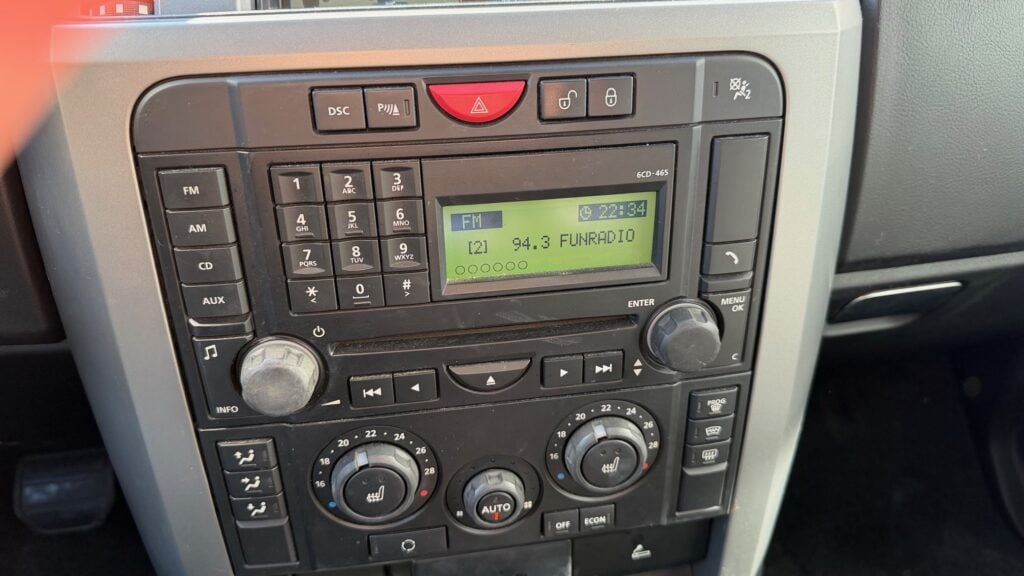 DSC P
2
FM
AM
CD
AUX
1 2 ABC 3 DEF
4 GHI 5 JKL 6 MNO
7 PQRS 8 TUV 9 WXYZ
* < 0 # >
6CD-465
FM 22:34
[2] 94.3 FUNRADIO
ENTER
MENU
OK
C
INFO
16 18 20 22 24 26 28
AUTO
16 18 20 22 24 26 28
PROG
OFF ECON